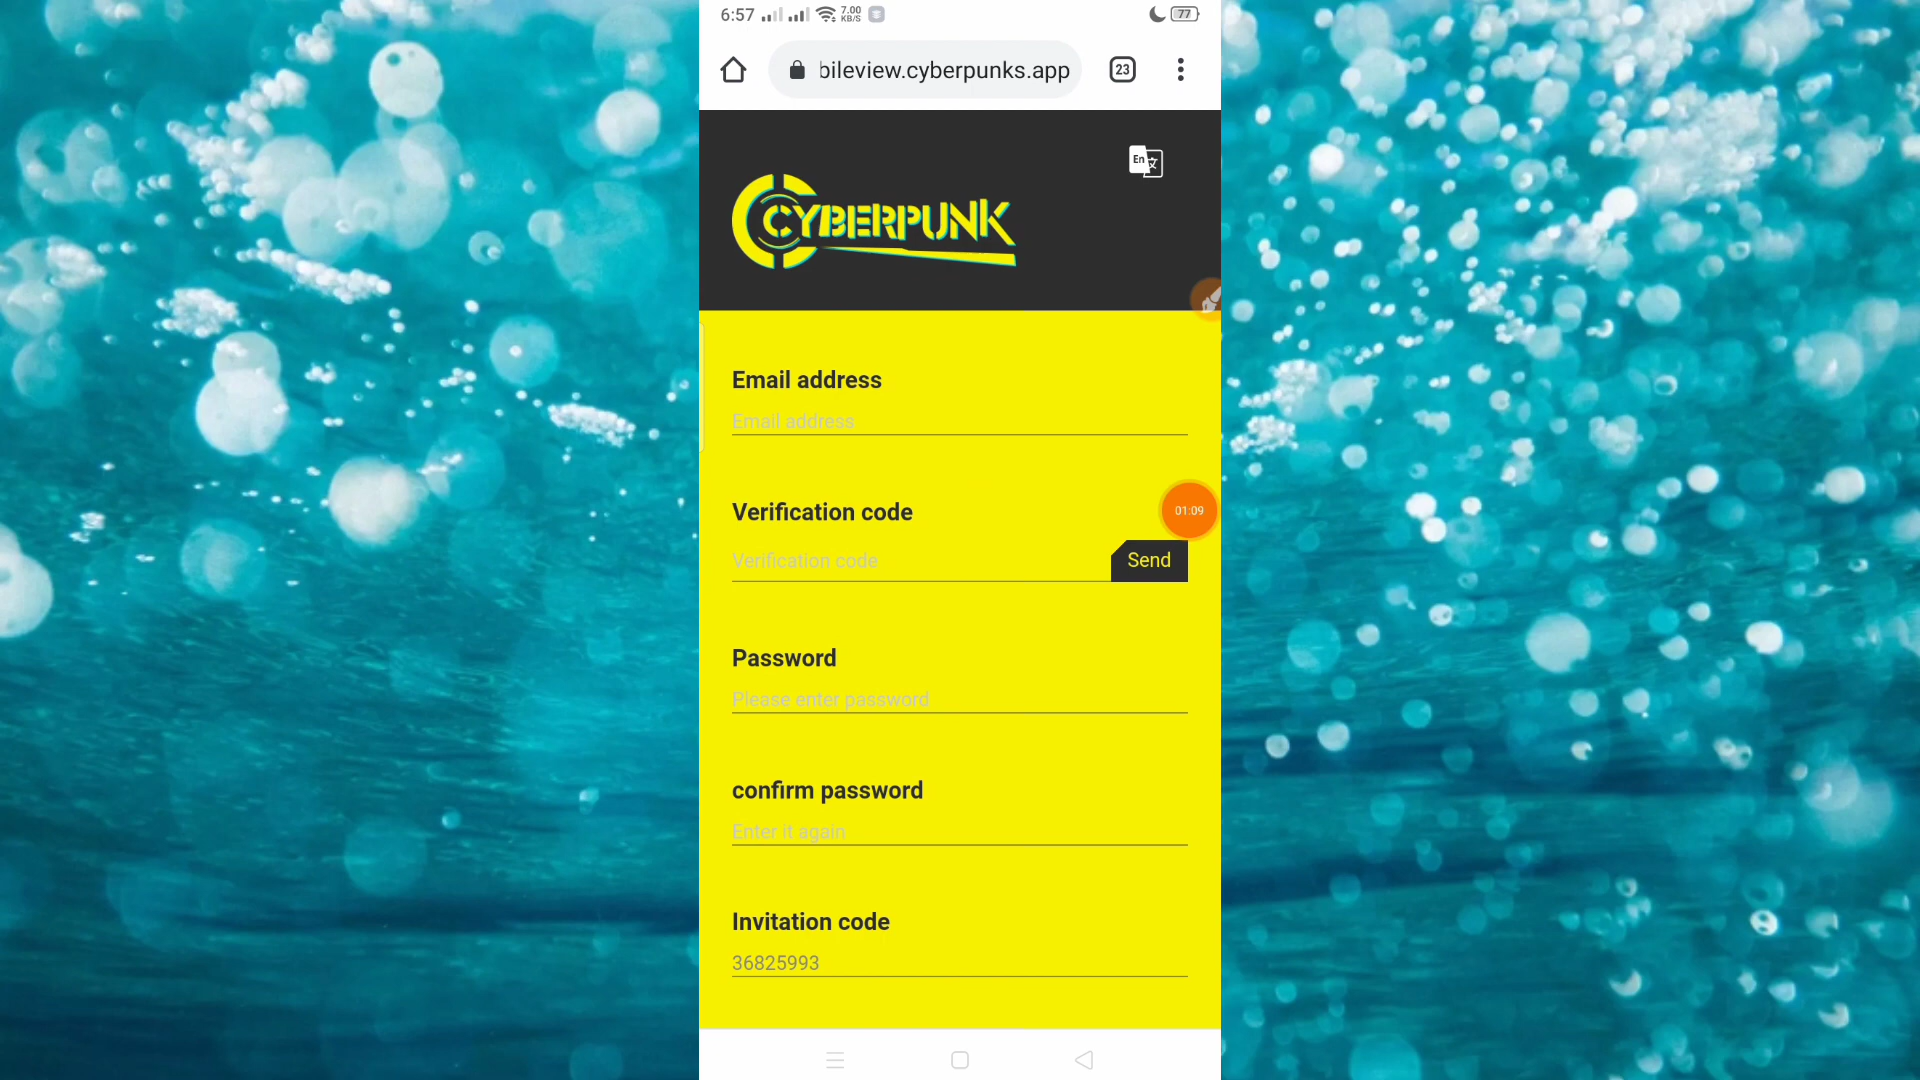 6:57 7.00 KB/S 77
bileview.cyberpunks.app 23
En 文
CYBERPUNK
Email address
Email address
Verification code
01:09
Verification code Send
Password
Please enter password
confirm password
Enter it again
Invitation code
36825993